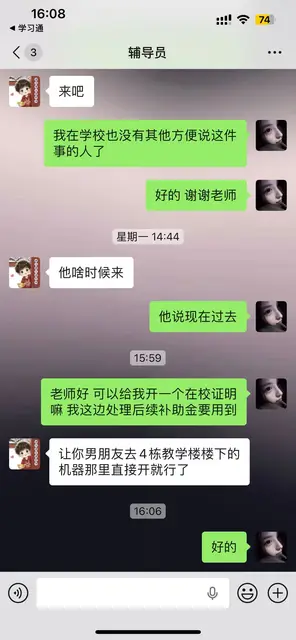 16:08
74
学习通
3
辅导员
来吧
我在学校也没有其他方便说这件
事的人了
好的 谢谢老师
星期一 14:44
他啥时候来
他说现在过去
15:59
老师好 可以给我开一个在校证明
嘛 我这边处理后续补助金要用到
让你男朋友去4栋教学楼楼下的
机器那里直接开就行了
16:06
好的